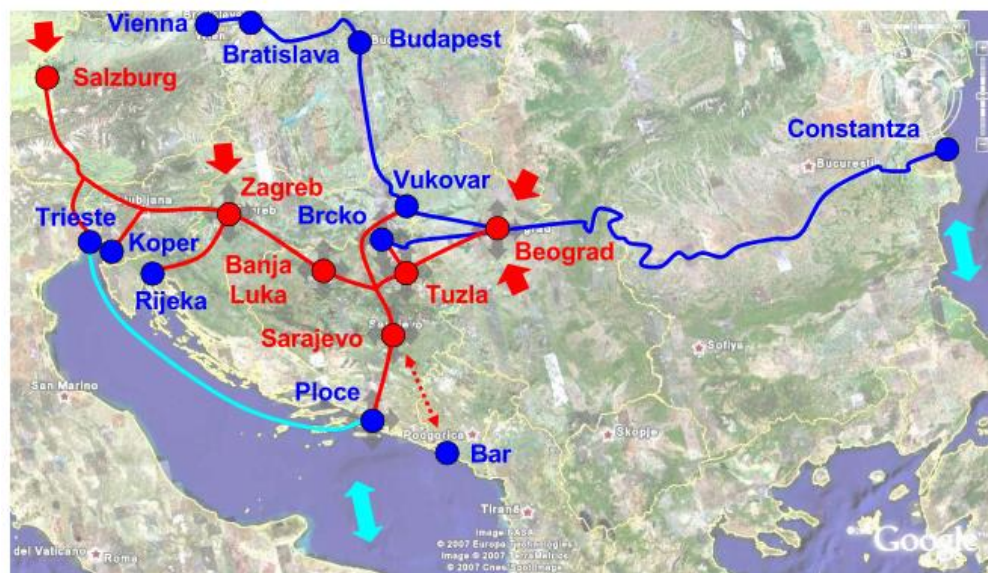 Vienna
Bratislava
Budapest
Salzburg
Constantza
Bucuresti
Zagreb
Vukovar
Trieste
Brcko
Koper
Beograd
Banja
Luka
Rijeka
Tuzla
Sarajevo
Sofiya
San Marino
Ploce
Podgorica
Skopje
Bar
Tiranë
Image NASA
© 2007 Europa Technologies
Image © 2007 TerraMetrics
© 2007 Cnes/Spot Image
Google
del Vaticano
Roma